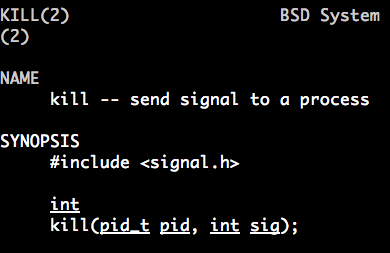 KILL(2) BSD System
(2)
NAME
kill -- send signal to a process
SYNOPSIS
#include <signal.h>
int
kill(pid_t pid, int sig);